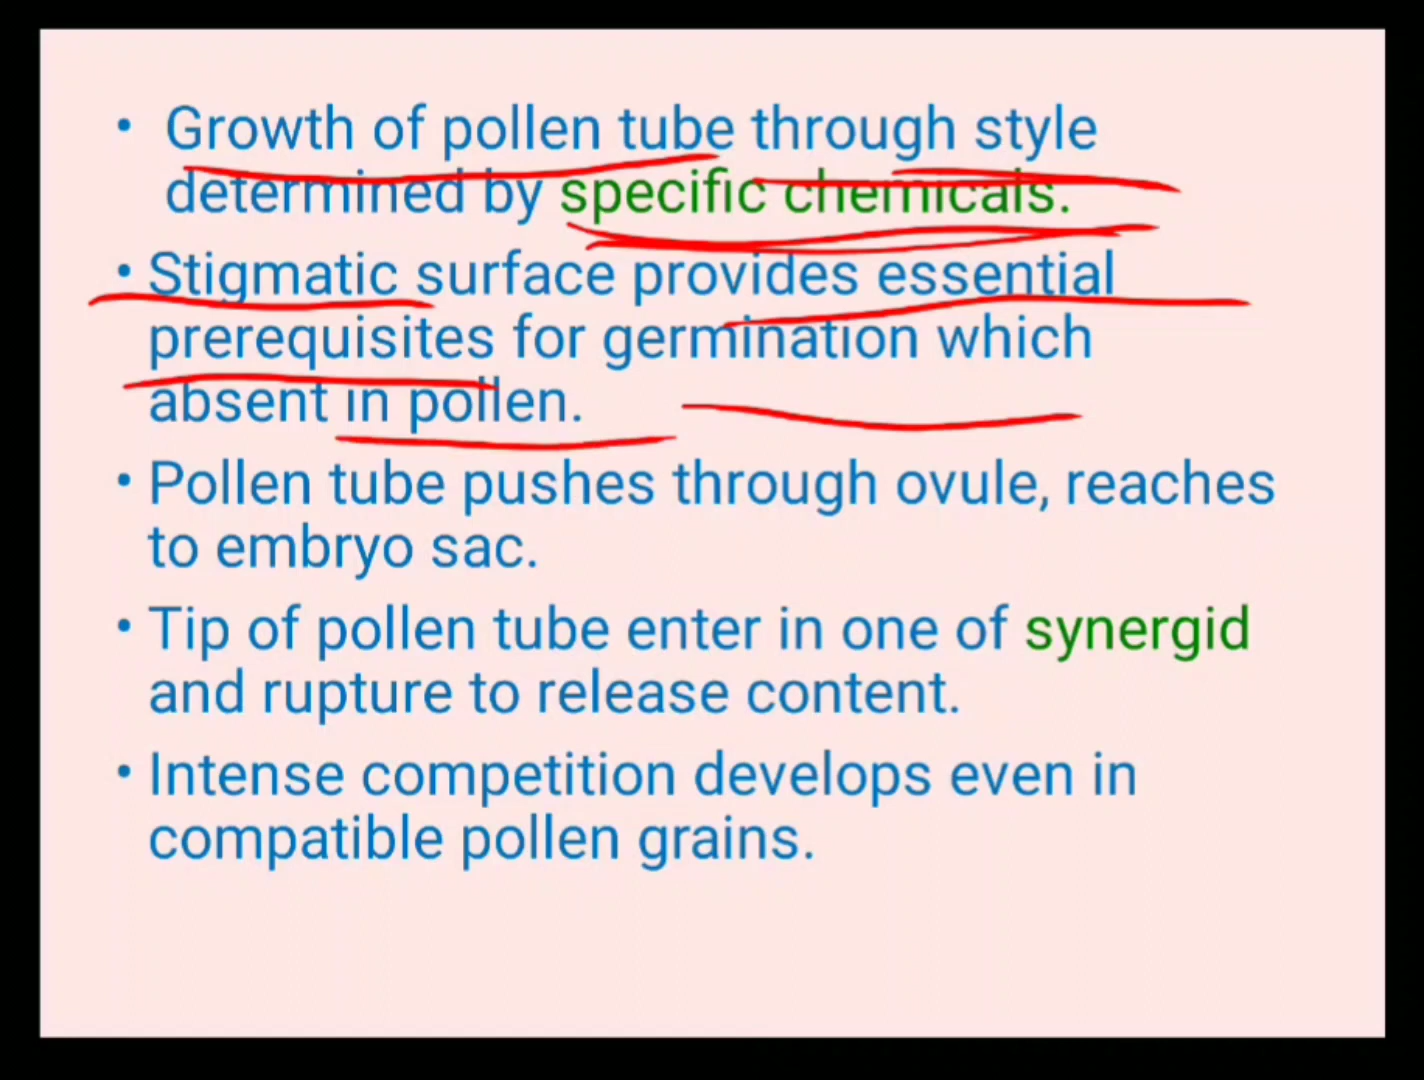 • Growth of pollen tube through style
determined by specific chemicals.
• Stigmatic surface provides essential
prerequisites for germination which
absent in pollen.
• Pollen tube pushes through ovule, reaches
to embryo sac.
• Tip of pollen tube enter in one of synergid
and rupture to release content.
• Intense competition develops even in
compatible pollen grains.